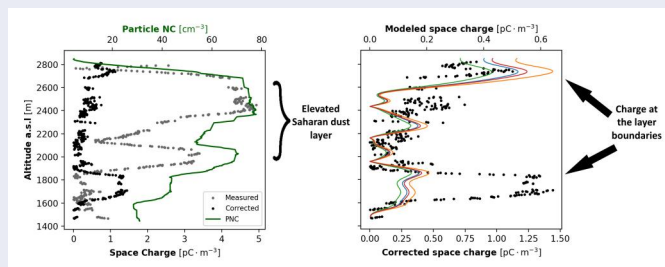 Particle NC [cm⁻³]
20 40 60 80
2800
2600
2400
2200
2000
1800
1600
1400
Altitude a.s.l [m]
Measured
Corrected
PNC
0 1 2 3 4 5
Space Charge [pC·m⁻³]
Elevated
Saharan dust
layer
Modeled space charge [pC·m⁻³]
0.0 0.2 0.4 0.6
0.00 0.25 0.50 0.75 1.00 1.25 1.50
Corrected space charge [pC·m⁻³]
Charge at
the layer
boundaries